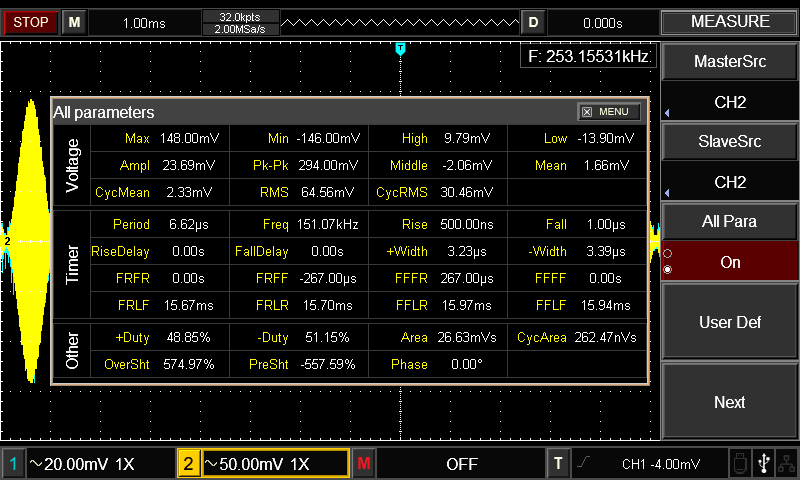 STOP M 1.00ms 32.0kpts D 0.000s MEASURE
2.00MSa/s
T
F: 253.15531kHz
MasterSrc
CH2
SlaveSrc
CH2
All Para
On
User Def
Next
All parameters MENU
Voltage
Max 148.00mV Min -146.00mV High 9.79mV Low -13.90mV
Ampl 23.69mV Pk-Pk 294.00mV Middle -2.06mV Mean 1.66mV
CycMean 2.33mV RMS 64.56mV CycRMS 30.46mV
Timer
Period 6.62µs Freq 151.07kHz Rise 500.00ns Fall 1.00µs
RiseDelay 0.00s FallDelay 0.00s +Width 3.23µs -Width 3.39µs
FRFR 0.00s FRFF -267.00µs FFFR 267.00µs FFFF 0.00s
FRLF 15.67ms FRLR 15.70ms FFLR 15.97ms FFLF 15.94ms
Other
+Duty 48.85% -Duty 51.15% Area 26.63mVs CycArea 262.47nVs
OverSht 574.97% PreSht -557.59% Phase 0.00°
2
1 ~20.00mV 1X 2 ~50.00mV 1X M OFF T CH1 -4.00mV